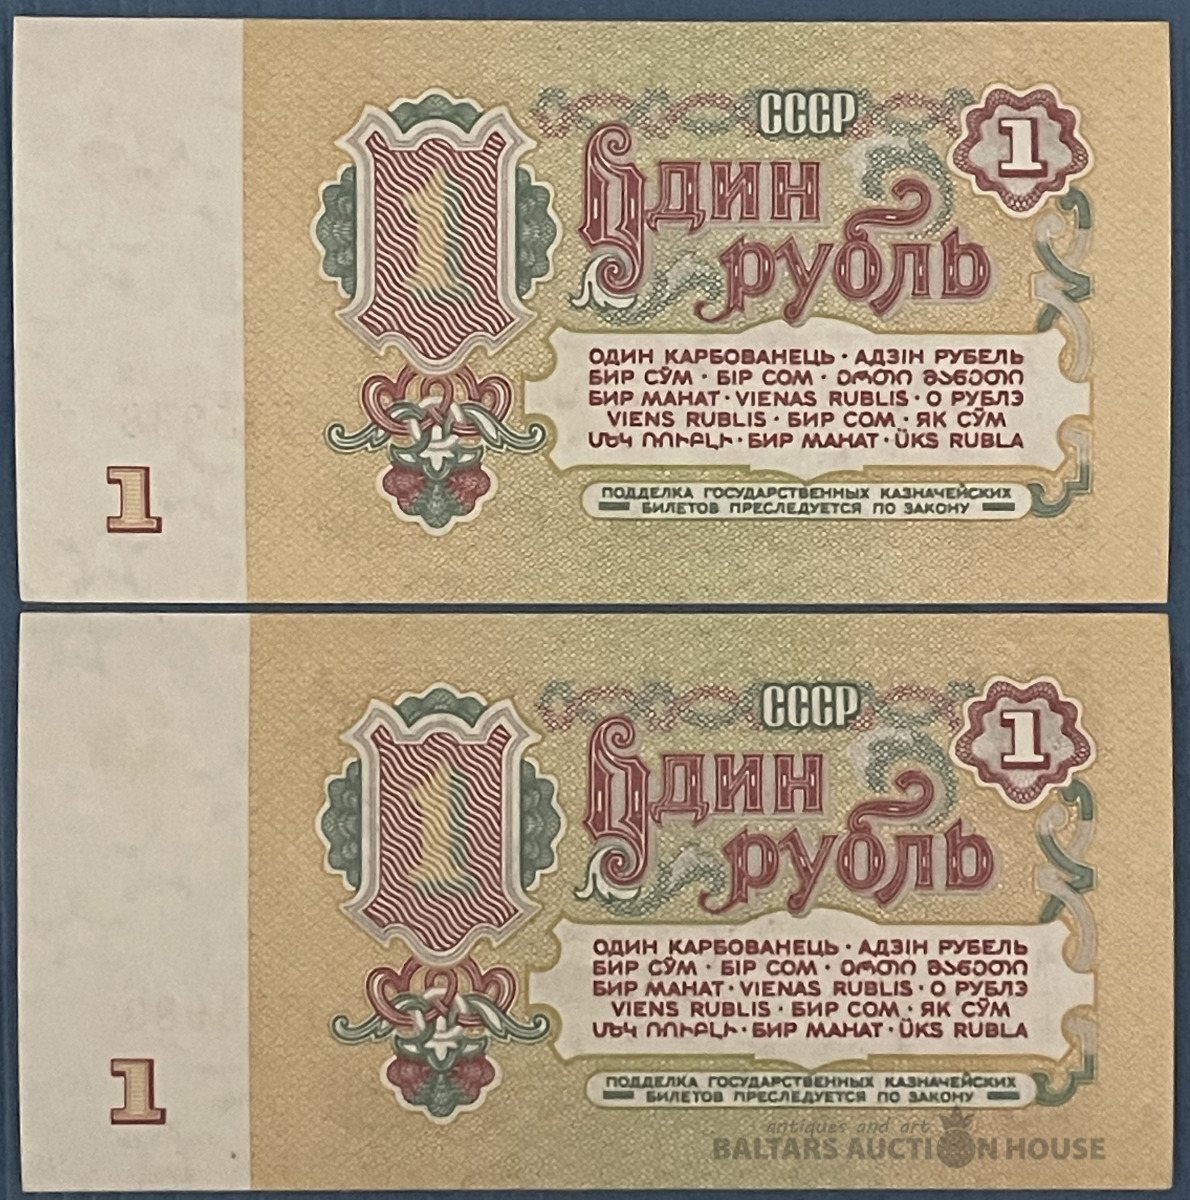 СССР
1
Один
рубль
1
ОДИН КАРБОВАНЕЦЬ · АДЗІН РУБЕЛЬ
БИР СЎМ · БІР СОМ · ერთი მანეთი
БИР МАНАТ · VIENAS RUBLIS · О РУБЛЭ
VIENS RUBLIS · БИР СОМ · ЯК СЎМ
ՄԵԿ ՌՈՒԲԼԻ · БИР МАНАТ · ÜKS RUBLA
1
ПОДДЕЛКА ГОСУДАРСТВЕННЫХ КАЗНАЧЕЙСКИХ
БИЛЕТОВ ПРЕСЛЕДУЕТСЯ ПО ЗАКОНУ
СССР
1
Один
рубль
1
ОДИН КАРБОВАНЕЦЬ · АДЗІН РУБЕЛЬ
БИР СЎМ · БІР СОМ · ერთი მანეთი
БИР МАНАТ · VIENAS RUBLIS · О РУБЛЭ
VIENS RUBLIS · БИР СОМ · ЯК СЎМ
ՄԵԿ ՌՈՒԲԼԻ · БИР МАНАТ · ÜKS RUBLA
1
ПОДДЕЛКА ГОСУДАРСТВЕННЫХ КАЗНАЧЕЙСКИХ
БИЛЕТОВ ПРЕСЛЕДУЕТСЯ ПО ЗАКОНУ
antiques and art
BALTARS AUCTION HOUSE